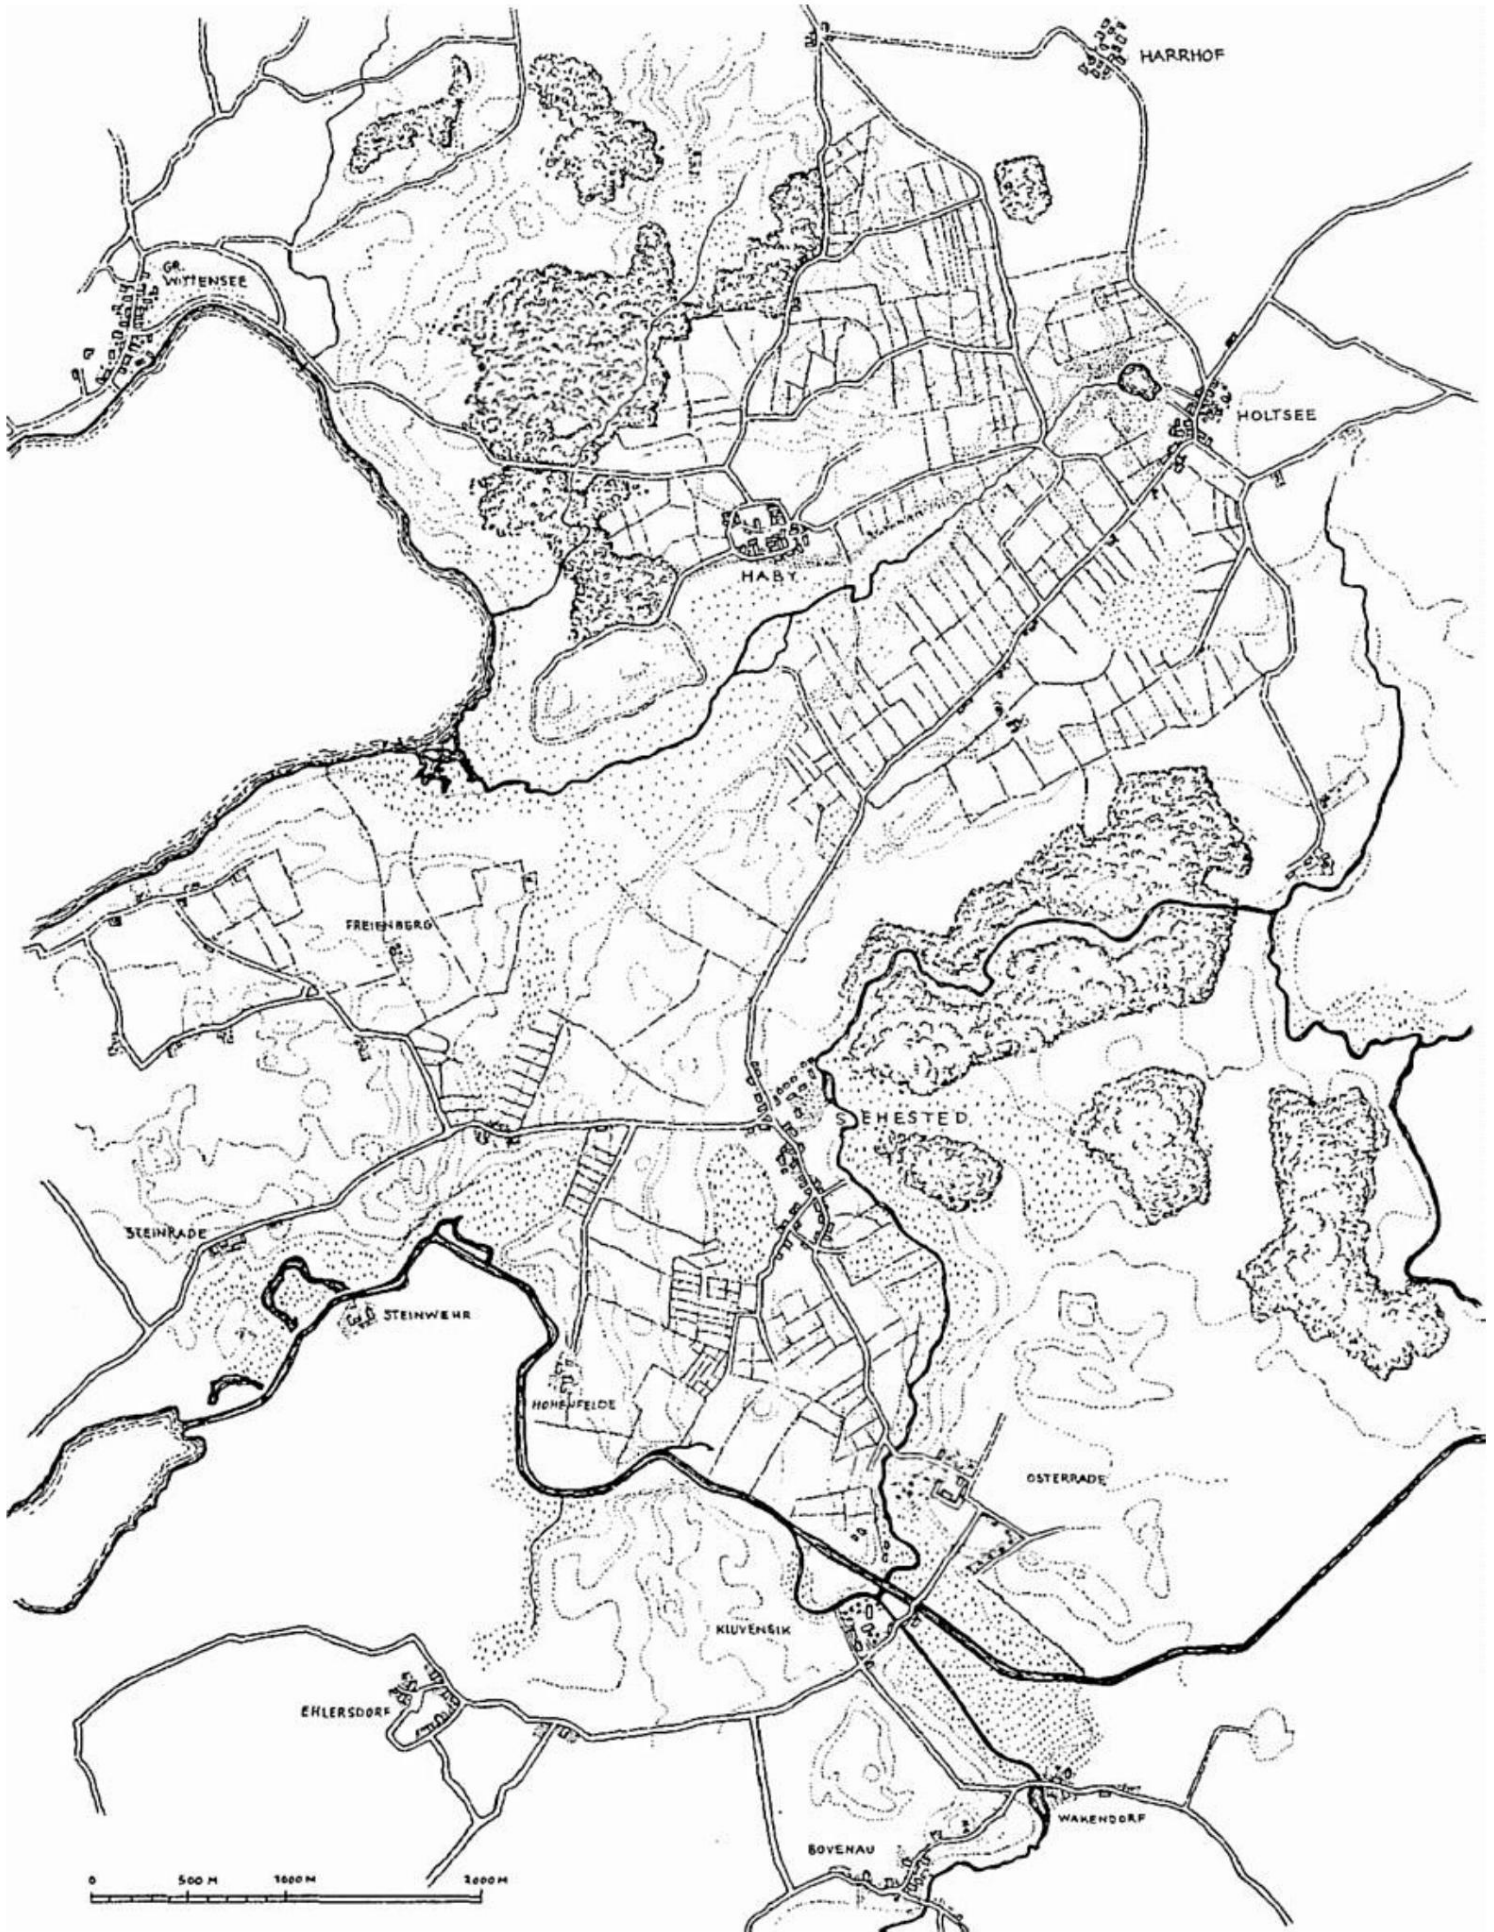 HARRHOF
GR.
WITTENSEE
HOLTSEE
HABY
FREIENBERG
SEHESTED
STEINRADE
STEINWEHR
HOHENFELDE
OSTERRADE
KLUVENSIK
EHLERSDORF
WAKENDORF
BOVENAU
0 500 M 1000 M 2000 M